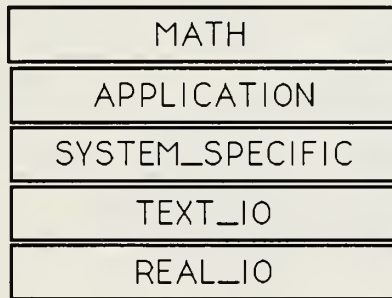 MATH
APPLICATION
SYSTEM_SPECIFIC
TEXT_IO
REAL_IO